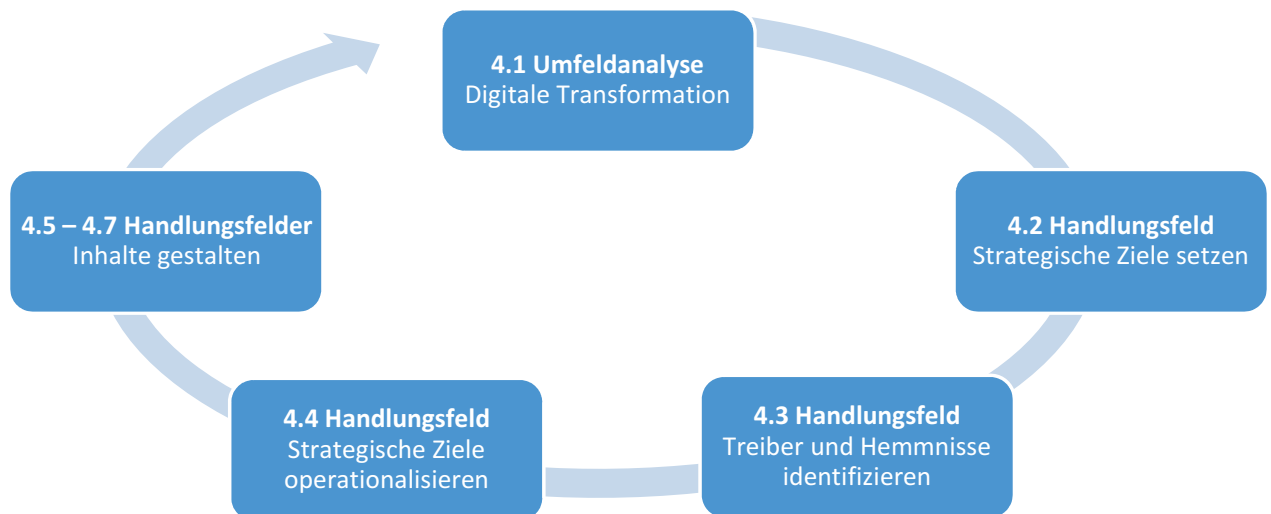 4.1 Umfeldanalyse
Digitale Transformation
4.2 Handlungsfeld
Strategische Ziele setzen
4.3 Handlungsfeld
Treiber und Hemmnisse
identifizieren
4.4 Handlungsfeld
Strategische Ziele
operationalisieren
4.5 – 4.7 Handlungsfelder
Inhalte gestalten